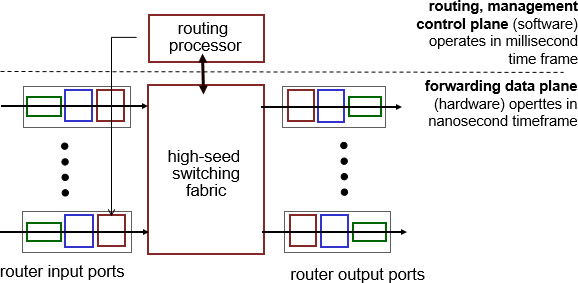 routing, management
control plane (software)
operates in millisecond
time frame
routing
processor
forwarding data plane
(hardware) operttes in
nanosecond timeframe
high-seed
switching
fabric
router input ports
router output ports